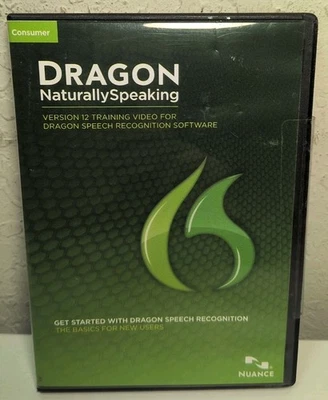 Consumer
DRAGON
NaturallySpeaking
VERSION 12 TRAINING VIDEO FOR
DRAGON SPEECH RECOGNITION SOFTWARE
GET STARTED WITH DRAGON SPEECH RECOGNITION
THE BASICS FOR NEW USERS
NUANCE